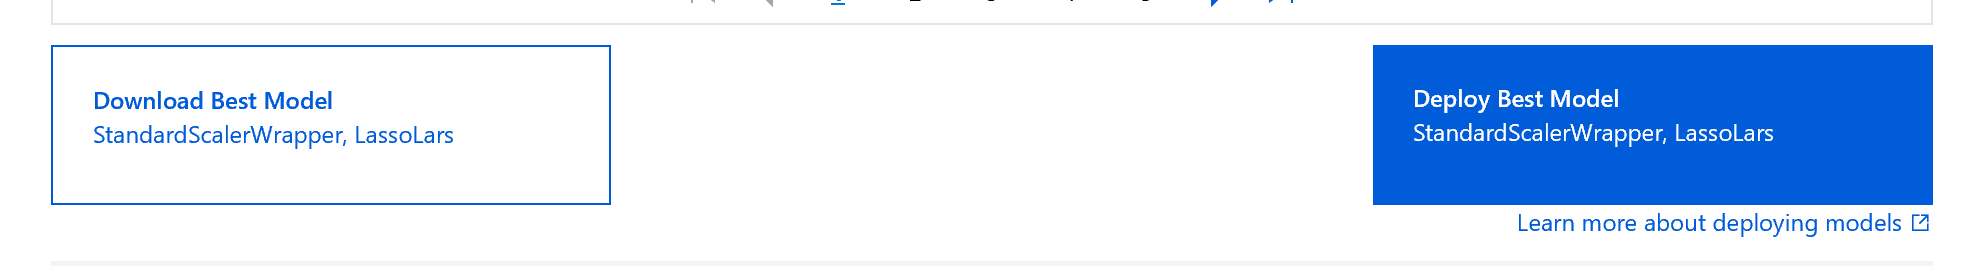 Download Best Model
StandardScalerWrapper, LassoLars
Deploy Best Model
StandardScalerWrapper, LassoLars
Learn more about deploying models